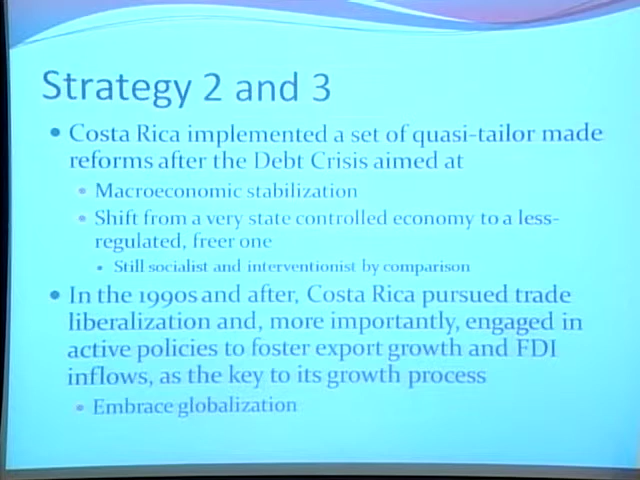 Strategy 2 and 3
• Costa Rica implemented a set of quasi-tailor made
reforms after the Debt Crisis aimed at
• Macroeconomic stabilization
• Shift from a very state controlled economy to a less-
regulated, freer one
• Still socialist and interventionist by comparison
• In the 1990s and after, Costa Rica pursued trade
liberalization and, more importantly, engaged in
active policies to foster export growth and FDI
inflows, as the key to its growth process
• Embrace globalization